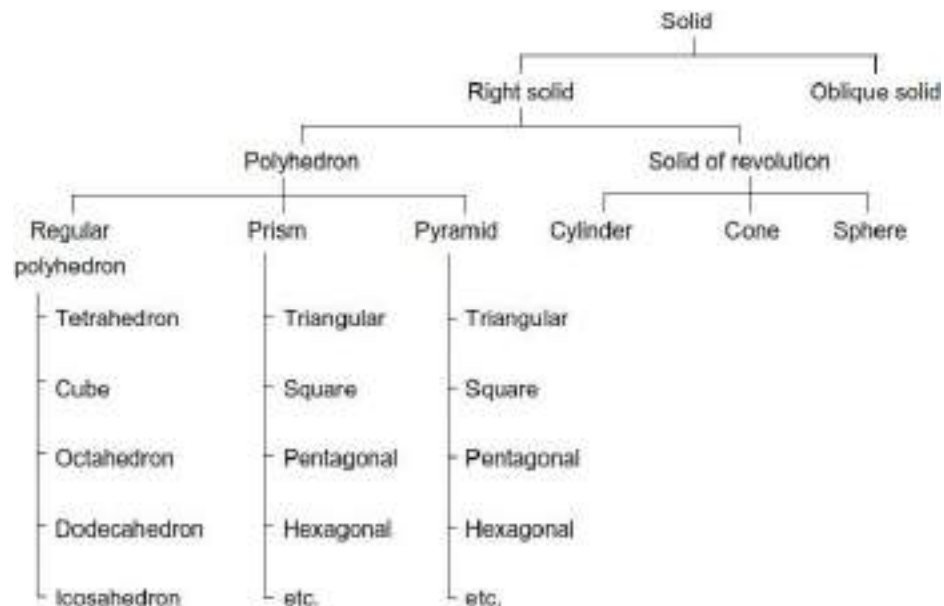 Solid
Right solid Oblique solid
Polyhedron Solid of revolution
Regular Prism Pyramid Cylinder Cone Sphere
polyhedron
Tetrahedron Triangular Triangular
Cube Square Square
Octahedron Pentagonal Pentagonal
Dodecahedron Hexagonal Hexagonal
Icosahedron etc. etc.